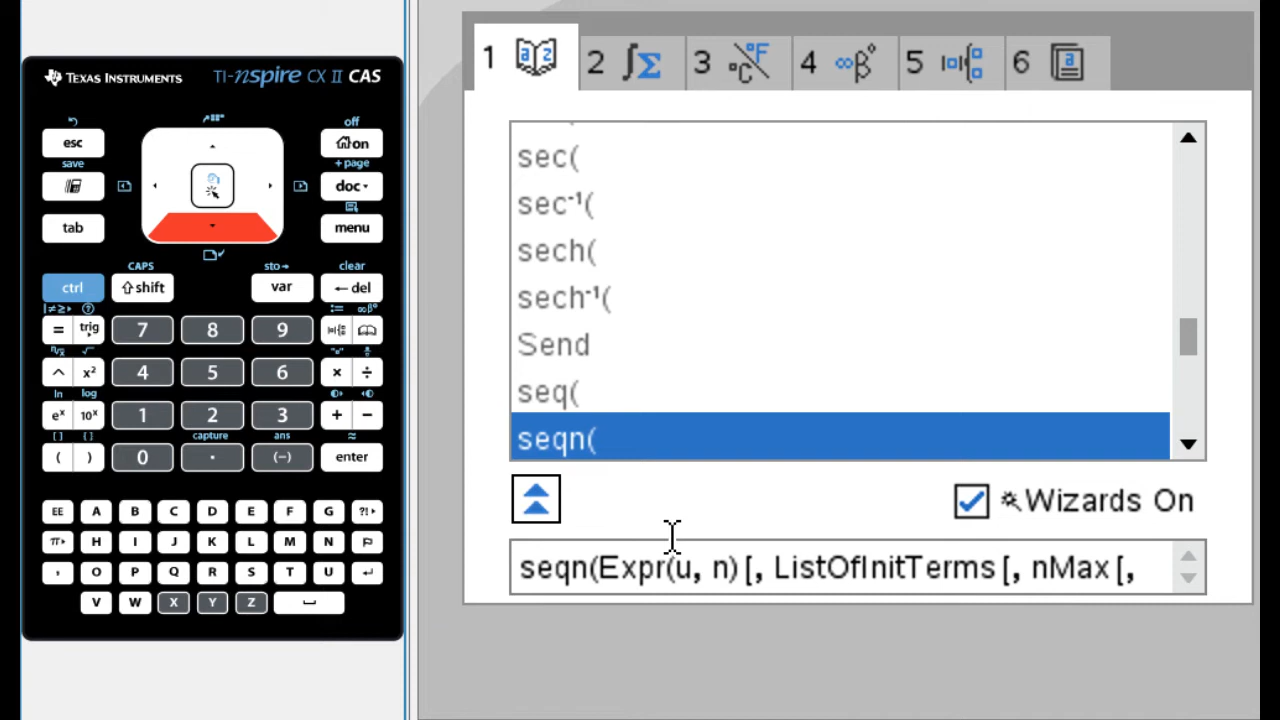 TEXAS INSTRUMENTS TI-nspire CX II CAS
off
esc
⌂on
save
+ page
doc▾
tab
menu
CAPS sto→ clear
ctrl ⇧shift var ←del
= trig 7 8 9
^ x² 4 5 6 × ÷
ln log
eˣ 10ˣ 1 2 3 + −
[ ] { } capture ans ≈
( ) 0 . (−) enter
EE A B C D E F G ?!▸
π▸ H I J K L M N
, O P Q R S T U ↵
V W X Y Z
1 a z 2 ∫Σ 3 °C °F 4 ∞β° 5 6 a
sec(
sec⁻¹(
sech(
sech⁻¹(
Send
seq(
seqn(
Wizards On
seqn(Expr(u, n)[, ListOfInitTerms[, nMax[,